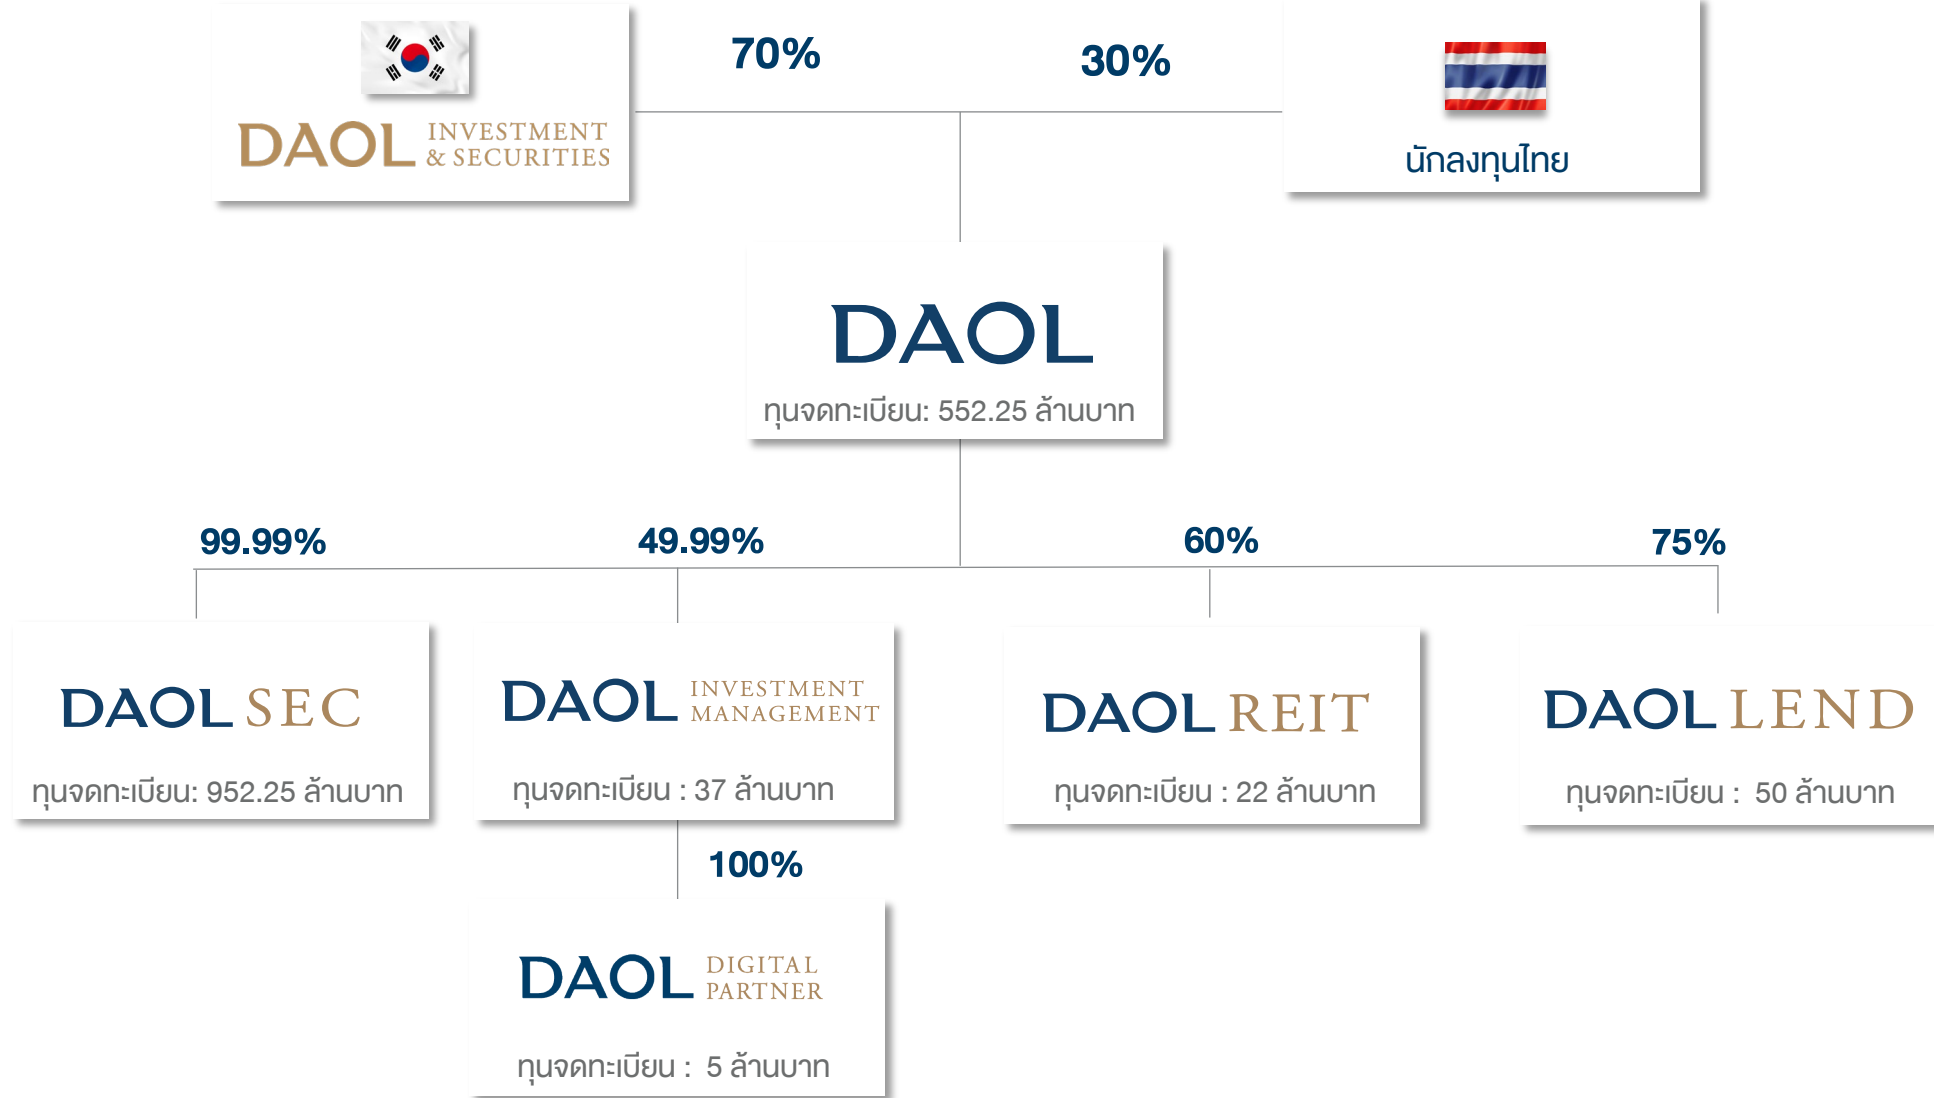 70%
30%
DAOL INVESTMENT
& SECURITIES
นักลงทุนไทย
DAOL
ทุนจดทะเบียน: 552.25 ล้านบาท
99.99%
49.99%
60%
75%
DAOL SEC
ทุนจดทะเบียน: 952.25 ล้านบาท
DAOL INVESTMENT
MANAGEMENT
ทุนจดทะเบียน : 37 ล้านบาท
DAOL REIT
ทุนจดทะเบียน : 22 ล้านบาท
DAOL LEND
ทุนจดทะเบียน : 50 ล้านบาท
100%
DAOL DIGITAL
PARTNER
ทุนจดทะเบียน : 5 ล้านบาท